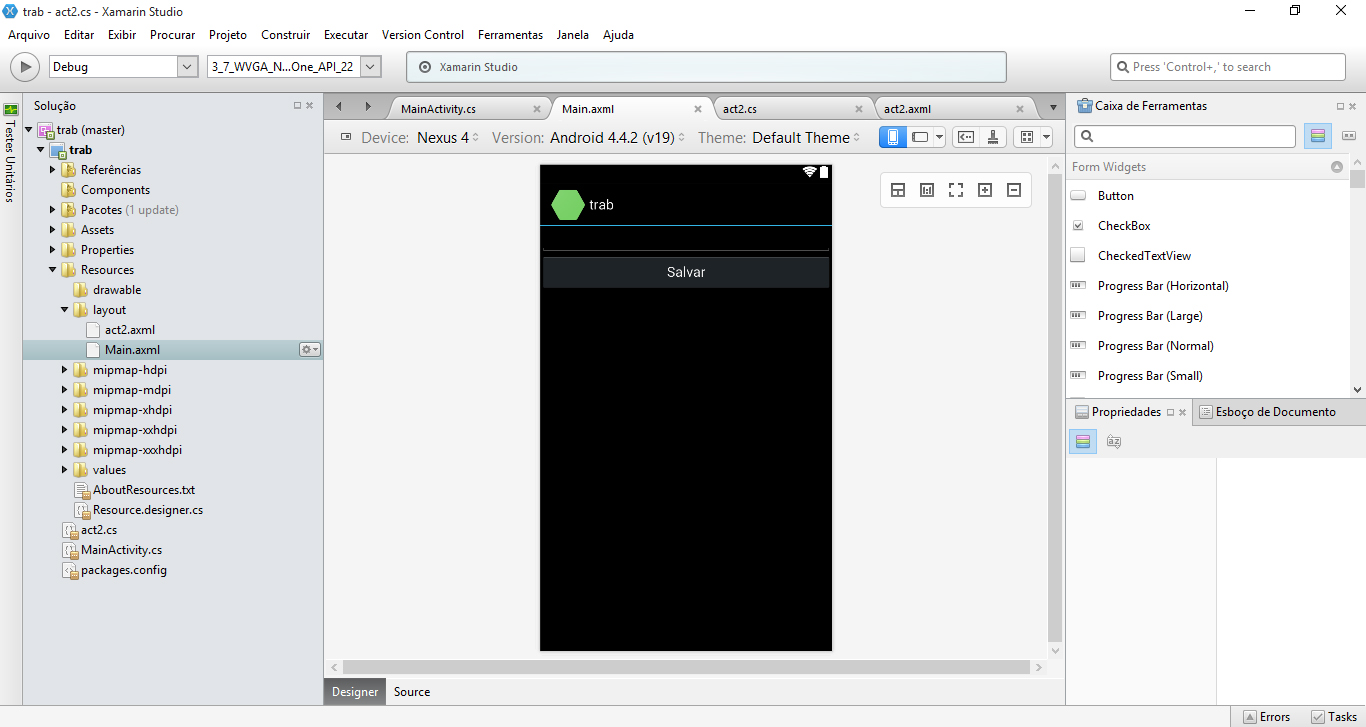 trab - act2.cs - Xamarin Studio
Arquivo Editar Exibir Procurar Projeto Construir Executar Version Control Ferramentas Janela Ajuda
Debug 3_7_WVGA_N...One_API_22 Xamarin Studio Press 'Control+,' to search
Testes Unitários
Solução
trab (master)
trab
Referências
Components
Pacotes (1 update)
Assets
Properties
Resources
drawable
layout
act2.axml
Main.axml
mipmap-hdpi
mipmap-mdpi
mipmap-xhdpi
mipmap-xxhdpi
mipmap-xxxhdpi
values
AboutResources.txt
Resource.designer.cs
act2.cs
MainActivity.cs
packages.config
MainActivity.cs Main.axml act2.cs act2.axml
Device: Nexus 4 Version: Android 4.4.2 (v19) Theme: Default Theme
trab
Salvar
Designer Source
Caixa de Ferramentas
Form Widgets
Button
CheckBox
CheckedTextView
Progress Bar (Horizontal)
Progress Bar (Large)
Progress Bar (Normal)
Progress Bar (Small)
Propriedades Esboço de Documento
Errors Tasks